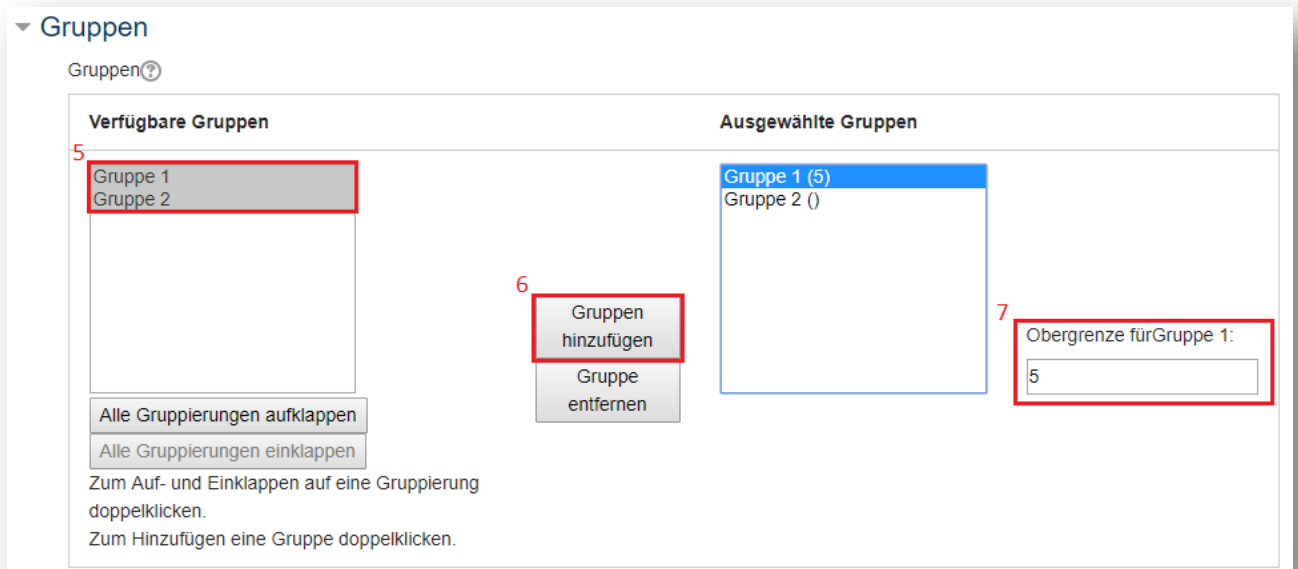 Gruppen
Gruppen?
Verfügbare Gruppen
Ausgewählte Gruppen
5
Gruppe 1
Gruppe 2
Gruppe 1 (5)
Gruppe 2 ()
6
Gruppen
hinzufügen
Gruppe
entfernen
7
Obergrenze fürGruppe 1:
5
Alle Gruppierungen aufklappen
Alle Gruppierungen einklappen
Zum Auf- und Einklappen auf eine Gruppierung
doppelklicken.
Zum Hinzufügen eine Gruppe doppelklicken.